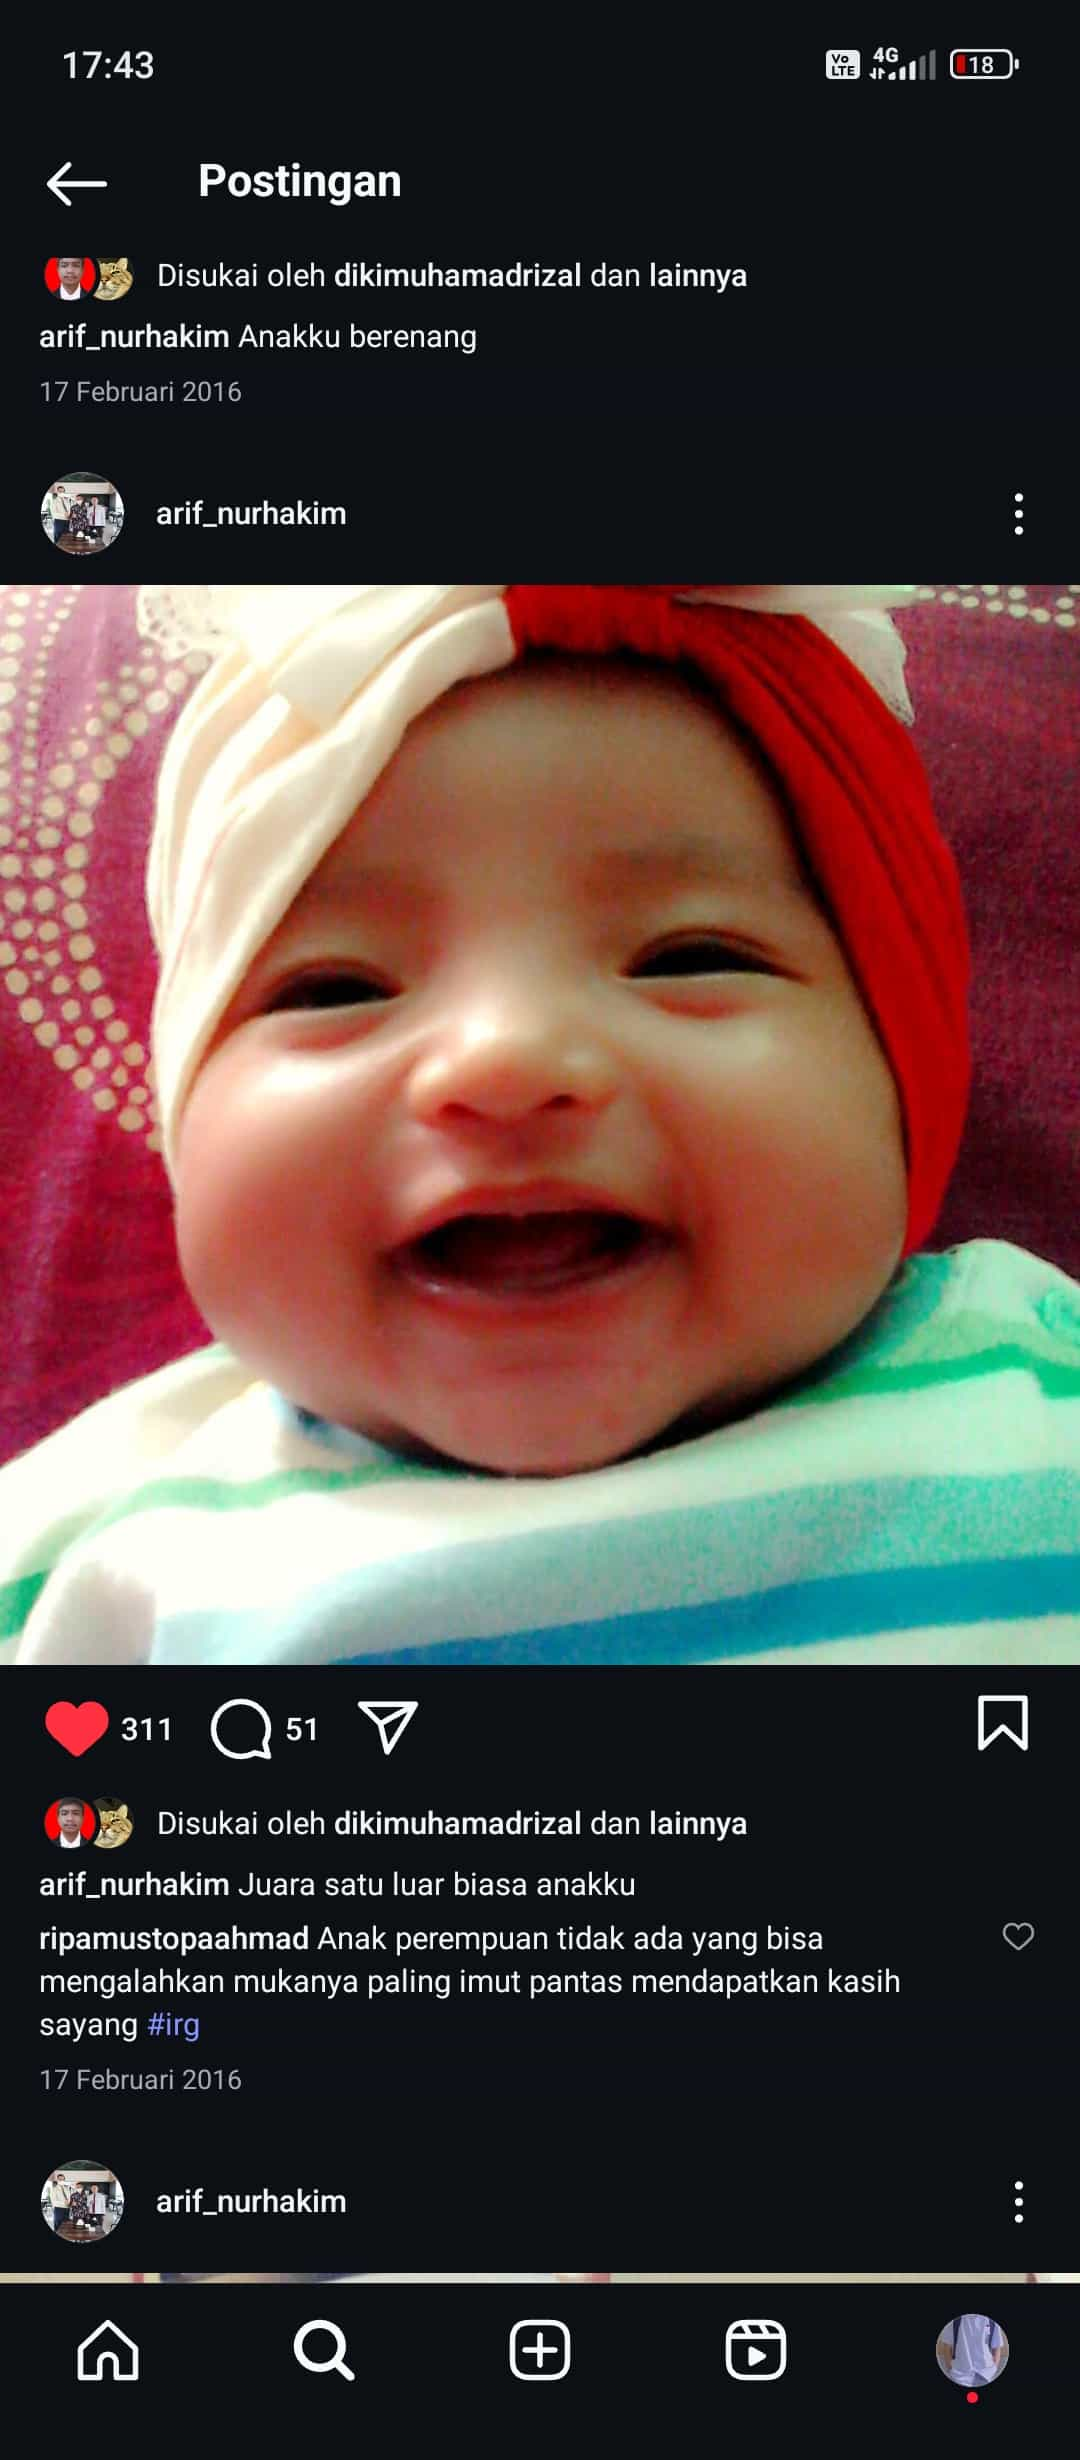 17:43
Vo LTE 4G 18
Postingan
Disukai oleh dikimuhamadrizal dan lainnya
arif_nurhakim Anakku berenang
17 Februari 2016
arif_nurhakim
311 51
Disukai oleh dikimuhamadrizal dan lainnya
arif_nurhakim Juara satu luar biasa anakku
ripamustopaahmad Anak perempuan tidak ada yang bisa
mengalahkan mukanya paling imut pantas mendapatkan kasih
sayang #irg
17 Februari 2016
arif_nurhakim